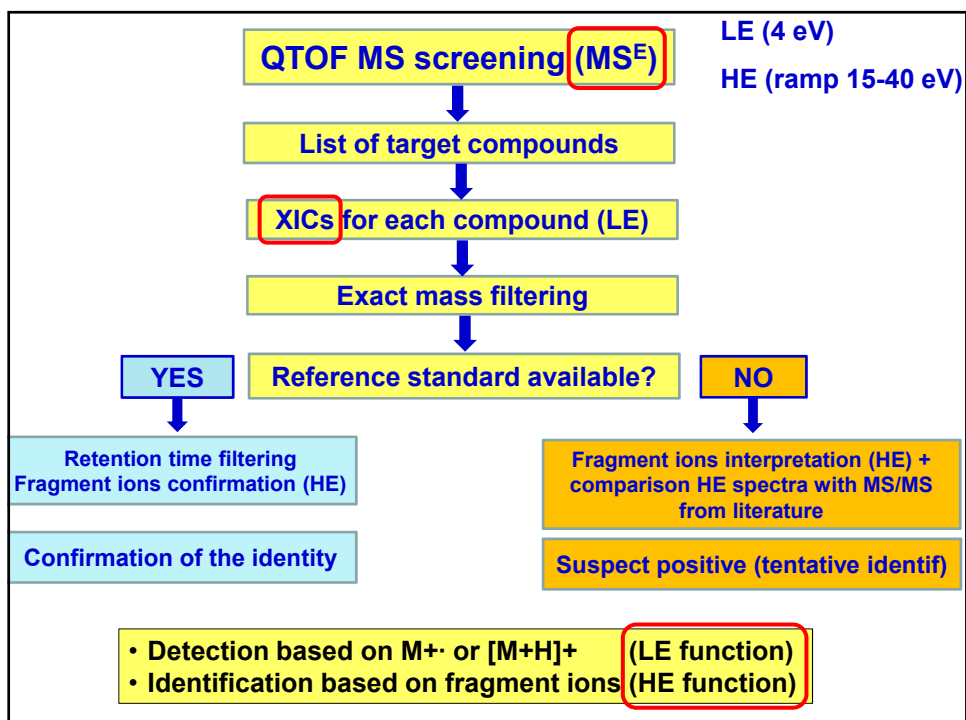 QTOF MS screening (MSᴱ)
LE (4 eV)
HE (ramp 15-40 eV)
List of target compounds
XICs for each compound (LE)
Exact mass filtering
YES
Reference standard available?
NO
Retention time filtering
Fragment ions confirmation (HE)
Fragment ions interpretation (HE) +
comparison HE spectra with MS/MS
from literature
Confirmation of the identity
Suspect positive (tentative identif)
• Detection based on M+· or [M+H]+ (LE function)
• Identification based on fragment ions (HE function)